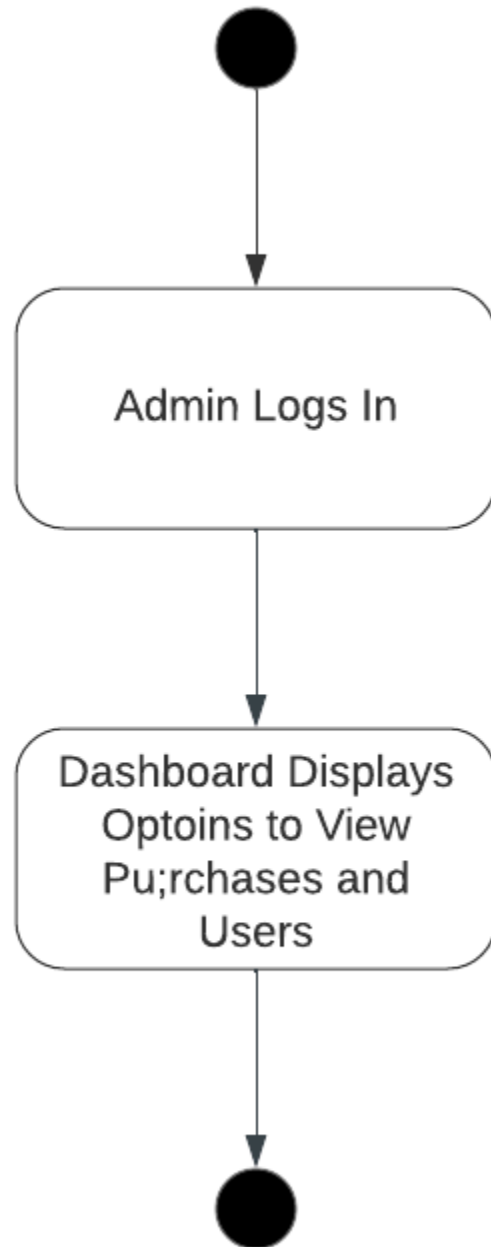 Admin Logs In
Dashboard Displays
Optoins to View
Pu;rchases and
Users